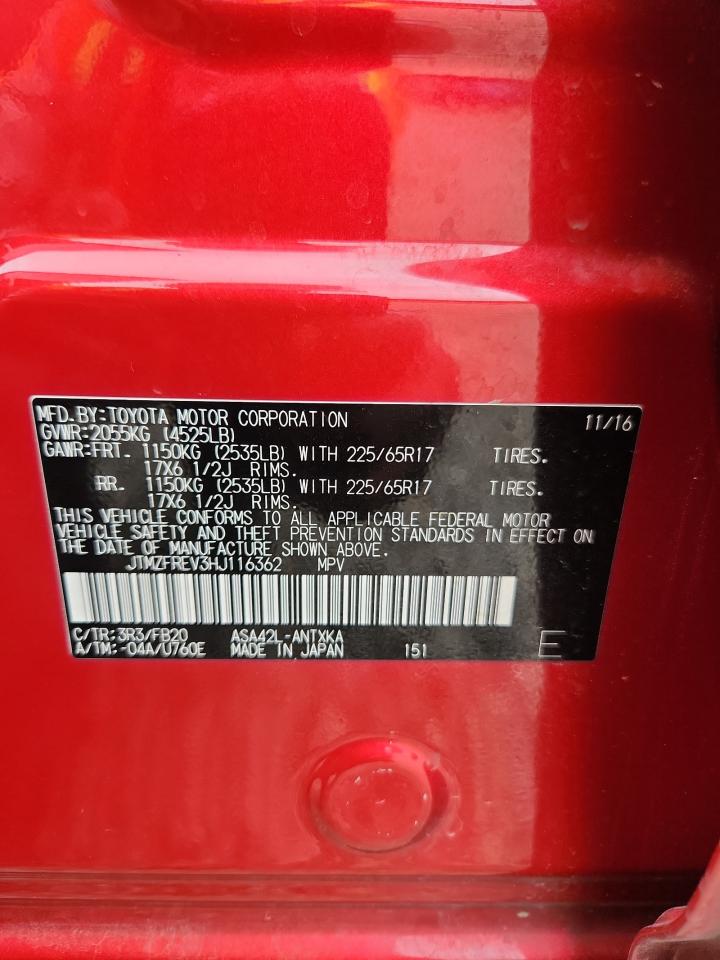 MFD. BY:TOYOTA MOTOR CORPORATION 11/16
GVWR:2055KG (4525LB)
GAWR:FRT. 1150KG (2535LB) WITH 225/65R17 TIRES.
17X6 1/2J RIMS.
RR. 1150KG (2535LB) WITH 225/65R17 TIRES.
17X6 1/2J RIMS.
THIS VEHICLE CONFORMS TO ALL APPLICABLE FEDERAL MOTOR
VEHICLE SAFETY AND THEFT PREVENTION STANDARDS IN EFFECT ON
THE DATE OF MANUFACTURE SHOWN ABOVE.
JTMZFREV3HJ116362 MPV
C/TR:3R3/FB20 ASA42L-ANTXKA
A/TM:-04A/U760E MADE IN JAPAN 151 E